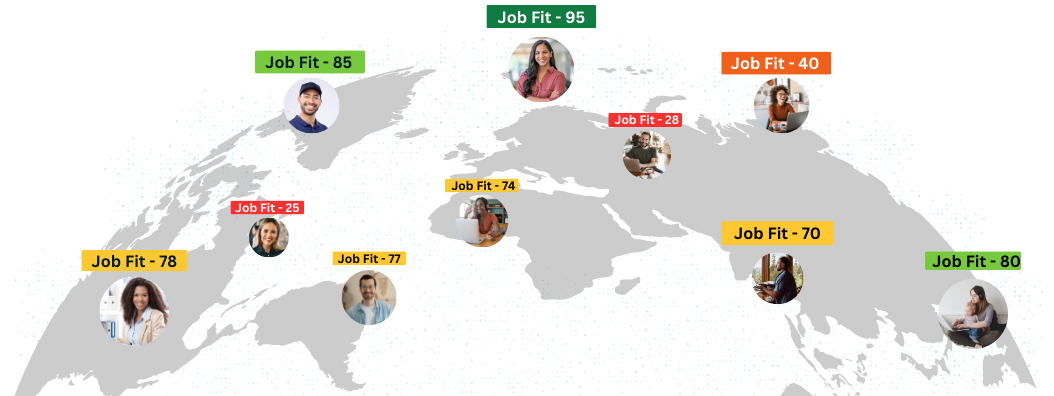 Job Fit - 95
Job Fit - 85
Job Fit - 40
Job Fit - 28
Job Fit - 74
Job Fit - 25
Job Fit - 70
Job Fit - 78
Job Fit - 77
Job Fit - 80